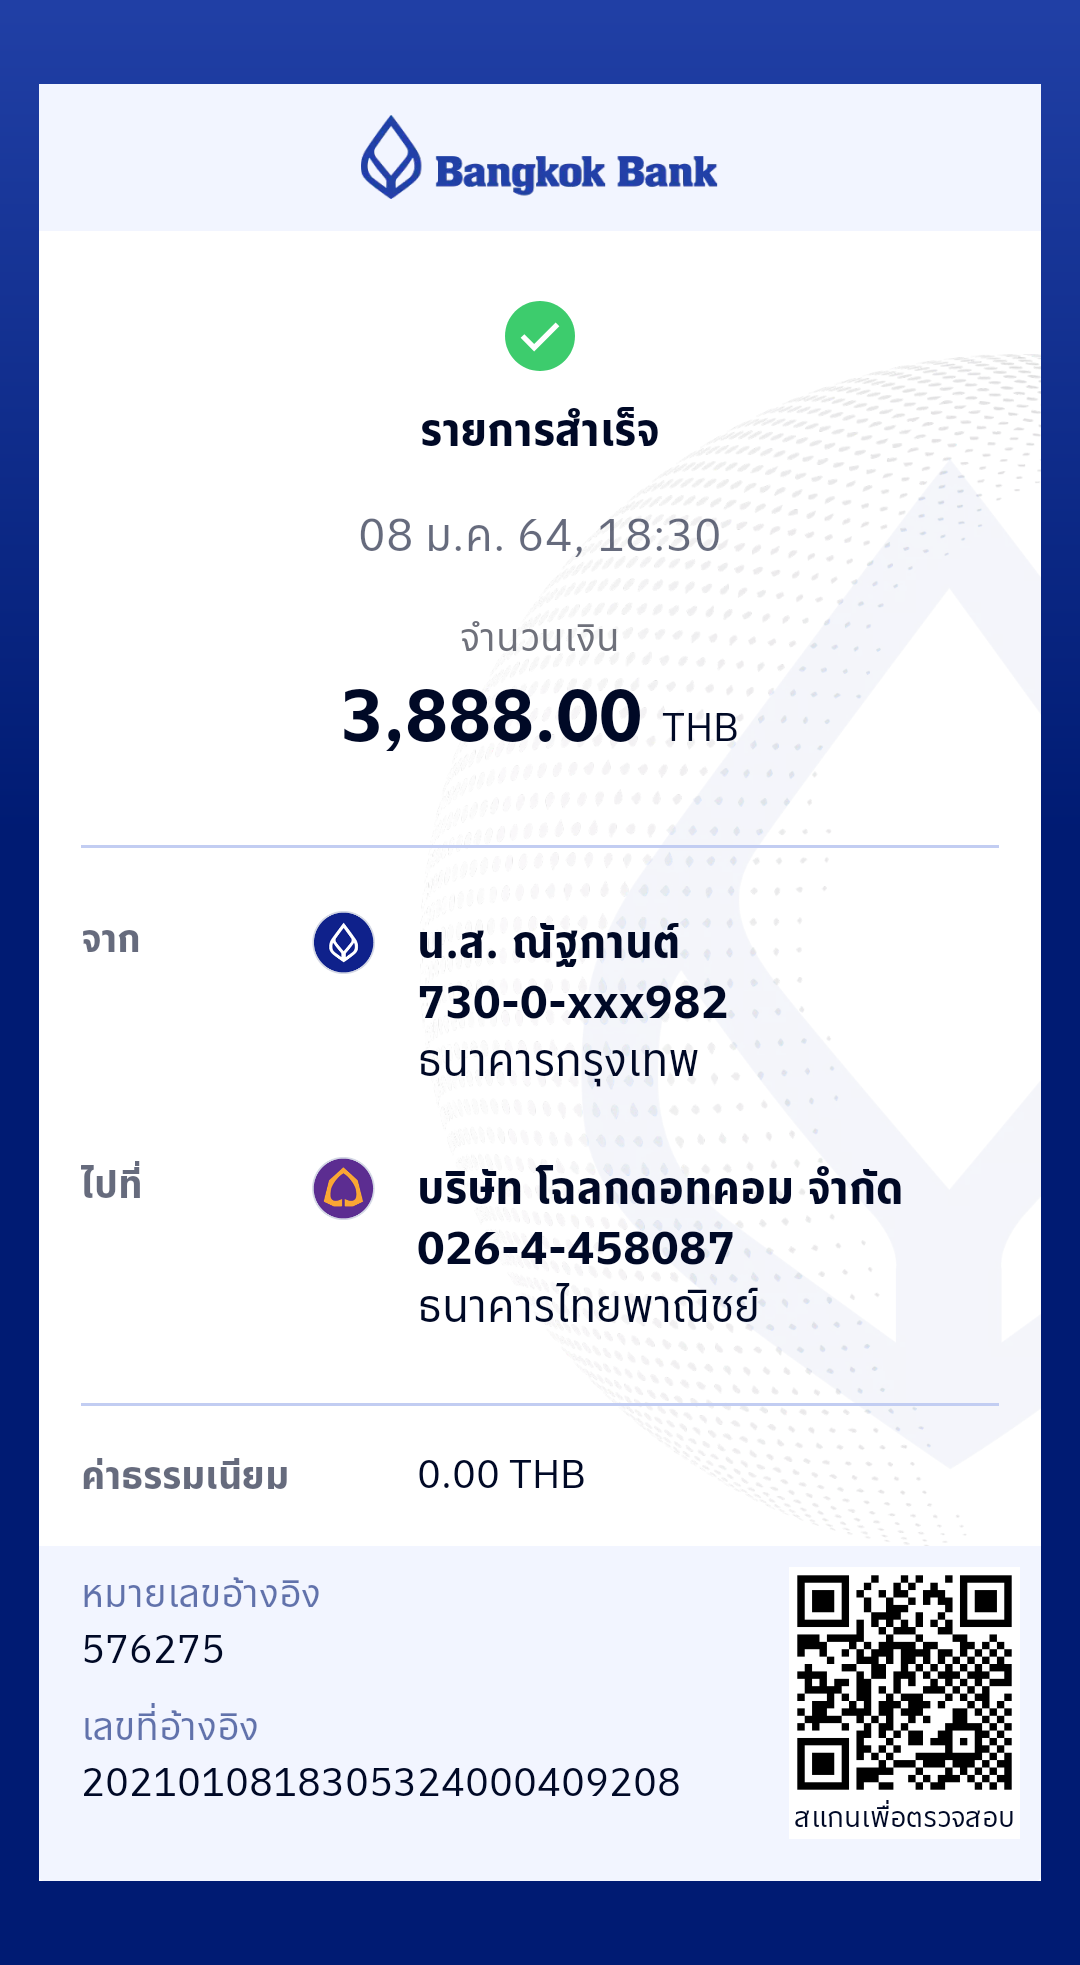 Bangkok Bank
รายการสำเร็จ
08 ม.ค. 64, 18:30
จำนวนเงิน
3,888.00 THB
จาก
น.ส. ณัฐกานต์
730-0-xxx982
ธนาคารกรุงเทพ
ไปที่
บริษัท โฉลกดอทคอม จำกัด
026-4-458087
ธนาคารไทยพาณิชย์
ค่าธรรมเนียม 0.00 THB
หมายเลขอ้างอิง
576275
เลขที่อ้างอิง
2021010818305324000409208
สแกนเพื่อตรวจสอบ